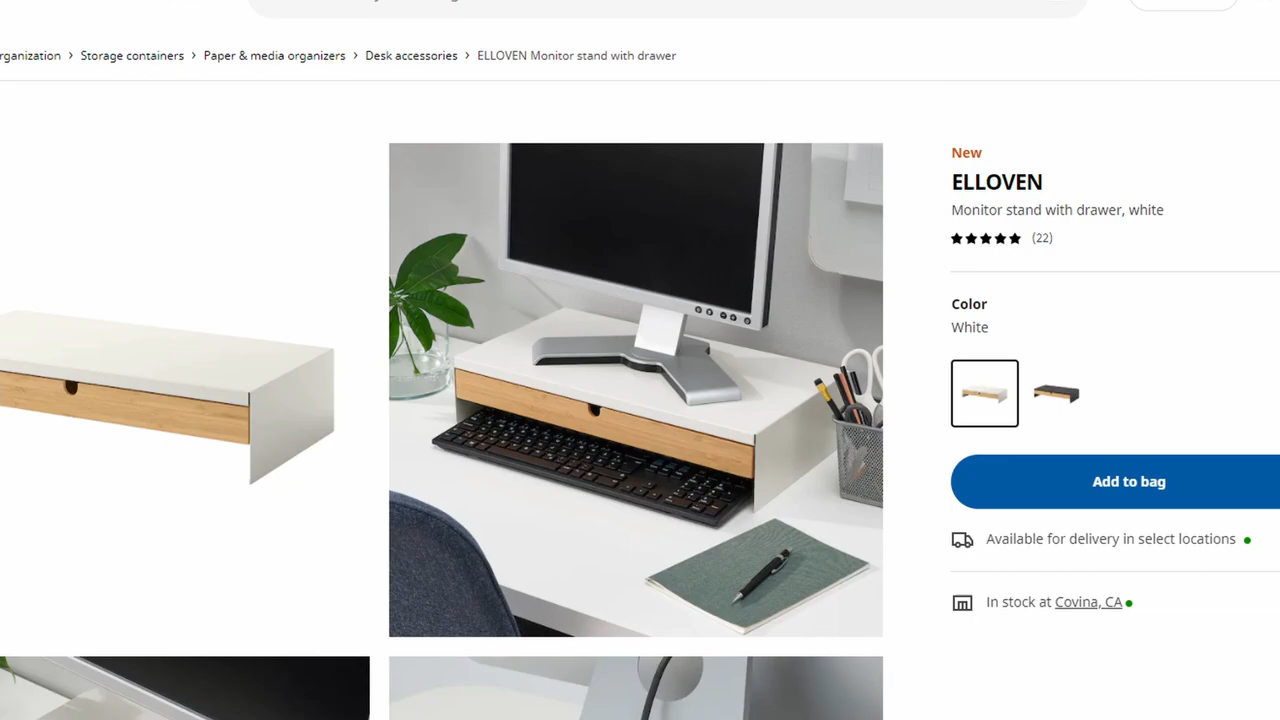 rganization > Storage containers > Paper & media organizers > Desk accessories > ELLOVEN Monitor stand with drawer
New
ELLOVEN
Monitor stand with drawer, white
(22)
Color
White
Add to bag
Available for delivery in select locations
In stock at Covina, CA